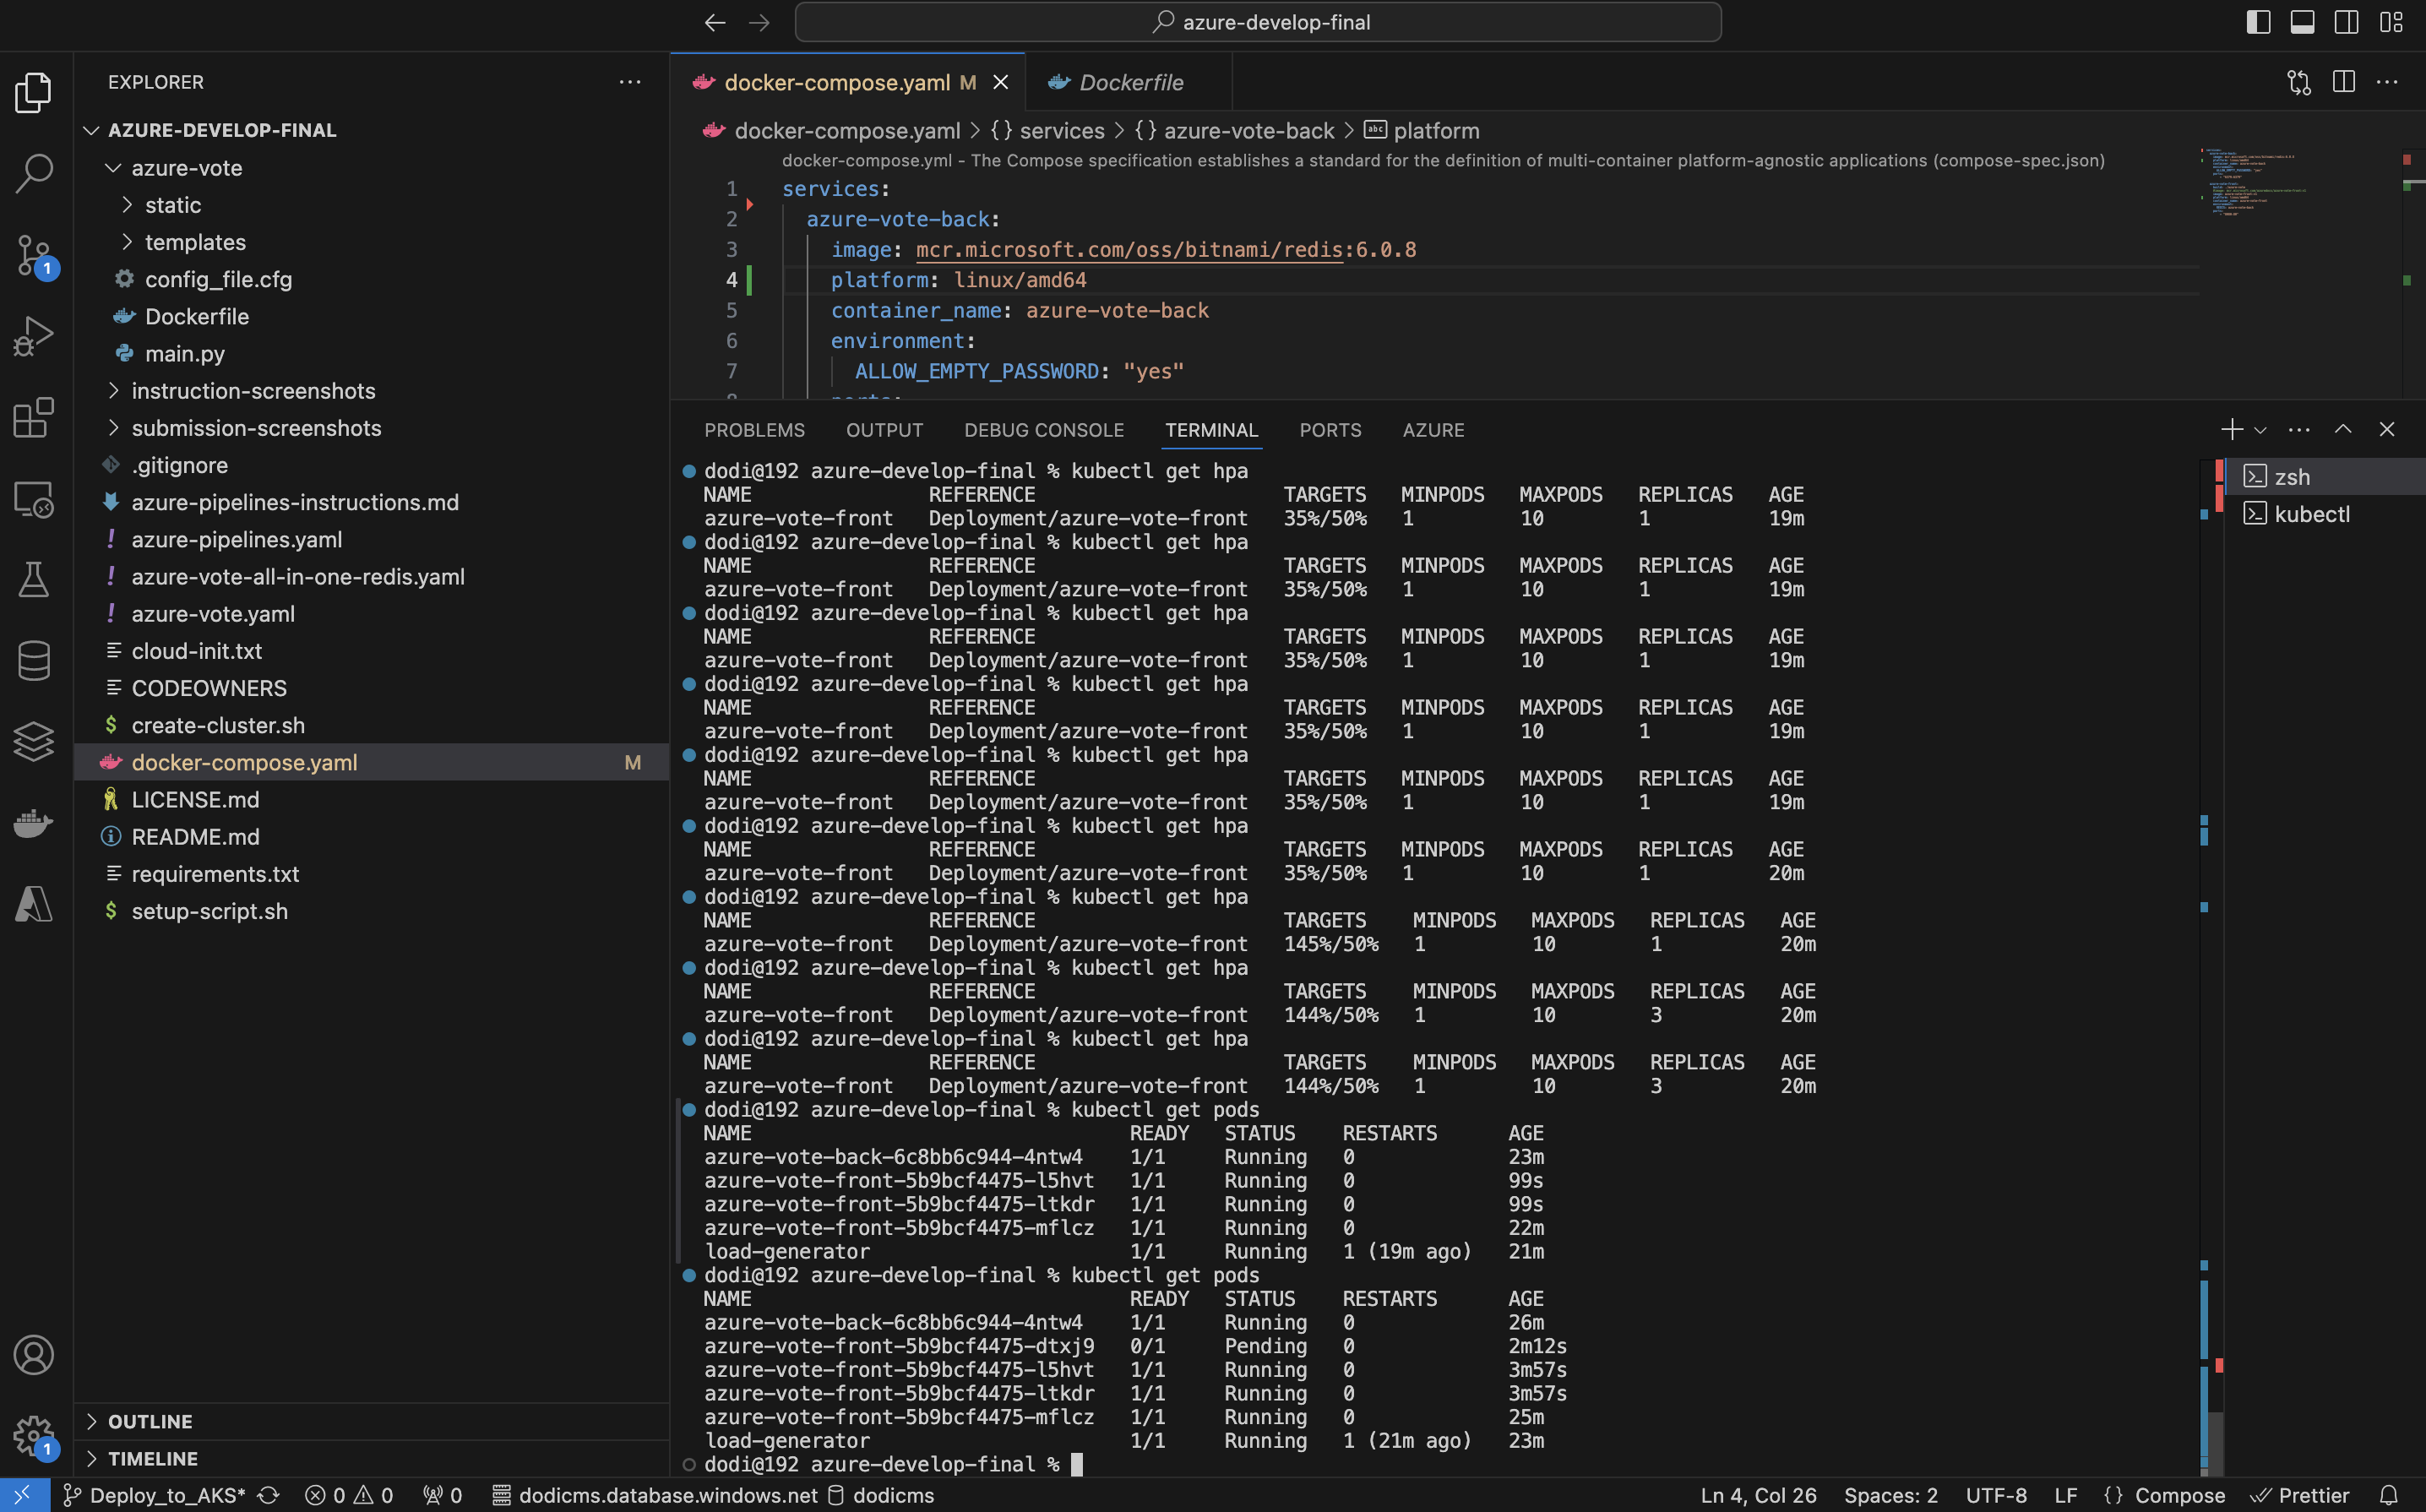 azure-develop-final
EXPLORER
AZURE-DEVELOP-FINAL
azure-vote
static
templates
config_file.cfg
Dockerfile
main.py
instruction-screenshots
submission-screenshots
.gitignore
azure-pipelines-instructions.md
azure-pipelines.yaml
azure-vote-all-in-one-redis.yaml
azure-vote.yaml
cloud-init.txt
CODEOWNERS
create-cluster.sh
docker-compose.yaml M
LICENSE.md
README.md
requirements.txt
setup-script.sh
OUTLINE
TIMELINE
1
1
docker-compose.yaml M Dockerfile
docker-compose.yaml > {} services > {} azure-vote-back > abc platform
docker-compose.yml - The Compose specification establishes a standard for the definition of multi-container platform-agnostic applications (compose-spec.json)
1 services:
2 azure-vote-back:
3 image: mcr.microsoft.com/oss/bitnami/redis:6.0.8
4 platform: linux/amd64
5 container_name: azure-vote-back
6 environment:
7 ALLOW_EMPTY_PASSWORD: "yes"
8 ports:
PROBLEMS OUTPUT DEBUG CONSOLE TERMINAL PORTS AZURE
zsh
kubectl
dodi@192 azure-develop-final % kubectl get hpa
NAME REFERENCE TARGETS MINPODS MAXPODS REPLICAS AGE
azure-vote-front Deployment/azure-vote-front 35%/50% 1 10 1 19m
dodi@192 azure-develop-final % kubectl get hpa
NAME REFERENCE TARGETS MINPODS MAXPODS REPLICAS AGE
azure-vote-front Deployment/azure-vote-front 35%/50% 1 10 1 19m
dodi@192 azure-develop-final % kubectl get hpa
NAME REFERENCE TARGETS MINPODS MAXPODS REPLICAS AGE
azure-vote-front Deployment/azure-vote-front 35%/50% 1 10 1 19m
dodi@192 azure-develop-final % kubectl get hpa
NAME REFERENCE TARGETS MINPODS MAXPODS REPLICAS AGE
azure-vote-front Deployment/azure-vote-front 35%/50% 1 10 1 19m
dodi@192 azure-develop-final % kubectl get hpa
NAME REFERENCE TARGETS MINPODS MAXPODS REPLICAS AGE
azure-vote-front Deployment/azure-vote-front 35%/50% 1 10 1 19m
dodi@192 azure-develop-final % kubectl get hpa
NAME REFERENCE TARGETS MINPODS MAXPODS REPLICAS AGE
azure-vote-front Deployment/azure-vote-front 35%/50% 1 10 1 20m
dodi@192 azure-develop-final % kubectl get hpa
NAME REFERENCE TARGETS MINPODS MAXPODS REPLICAS AGE
azure-vote-front Deployment/azure-vote-front 145%/50% 1 10 1 20m
dodi@192 azure-develop-final % kubectl get hpa
NAME REFERENCE TARGETS MINPODS MAXPODS REPLICAS AGE
azure-vote-front Deployment/azure-vote-front 144%/50% 1 10 3 20m
dodi@192 azure-develop-final % kubectl get hpa
NAME REFERENCE TARGETS MINPODS MAXPODS REPLICAS AGE
azure-vote-front Deployment/azure-vote-front 144%/50% 1 10 3 20m
dodi@192 azure-develop-final % kubectl get pods
NAME READY STATUS RESTARTS AGE
azure-vote-back-6c8bb6c944-4ntw4 1/1 Running 0 23m
azure-vote-front-5b9bcf4475-l5hvt 1/1 Running 0 99s
azure-vote-front-5b9bcf4475-ltkdr 1/1 Running 0 99s
azure-vote-front-5b9bcf4475-mflcz 1/1 Running 0 22m
load-generator 1/1 Running 1 (19m ago) 21m
dodi@192 azure-develop-final % kubectl get pods
NAME READY STATUS RESTARTS AGE
azure-vote-back-6c8bb6c944-4ntw4 1/1 Running 0 26m
azure-vote-front-5b9bcf4475-dtxj9 0/1 Pending 0 2m12s
azure-vote-front-5b9bcf4475-l5hvt 1/1 Running 0 3m57s
azure-vote-front-5b9bcf4475-ltkdr 1/1 Running 0 3m57s
azure-vote-front-5b9bcf4475-mflcz 1/1 Running 0 25m
load-generator 1/1 Running 1 (21m ago) 23m
dodi@192 azure-develop-final %
Deploy_to_AKS* 0 0 0 dodicms.database.windows.net dodicms Ln 4, Col 26 Spaces: 2 UTF-8 LF {} Compose Prettier